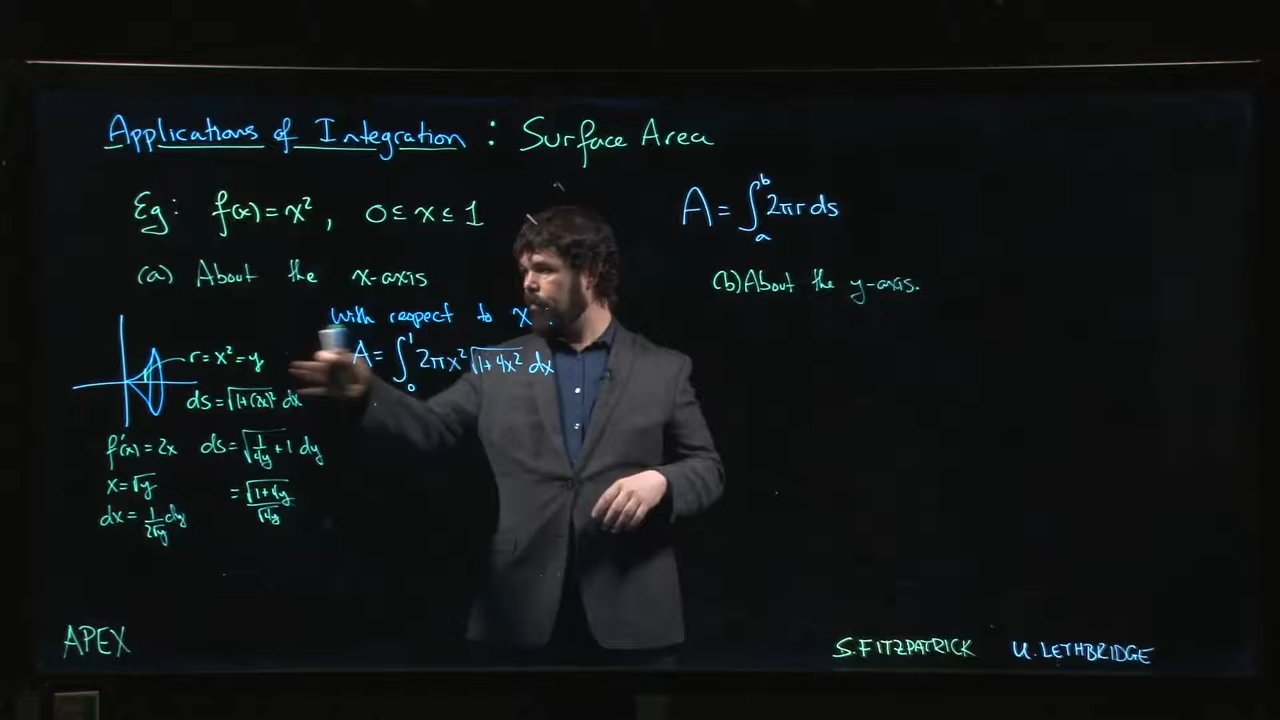 Applications of Integration : Surface Area
Eg: f(x) = x², 0 ≤ x ≤ 1
A = ∫ₐᵇ 2πr ds
(a) About the x-axis
(b) About the y-axis.
with respect to x :
r = x² = y
A = ∫₀¹ 2πx² √(1+4x²) dx
ds = √(1+(2x)²) dx
f'(x) = 2x
ds = √(1/4y + 1) dy
x = √y
= √(1+4y)/√4y
dx = 1/(2√y) dy
APEX
S. FITZPATRICK
U. LETHBRIDGE